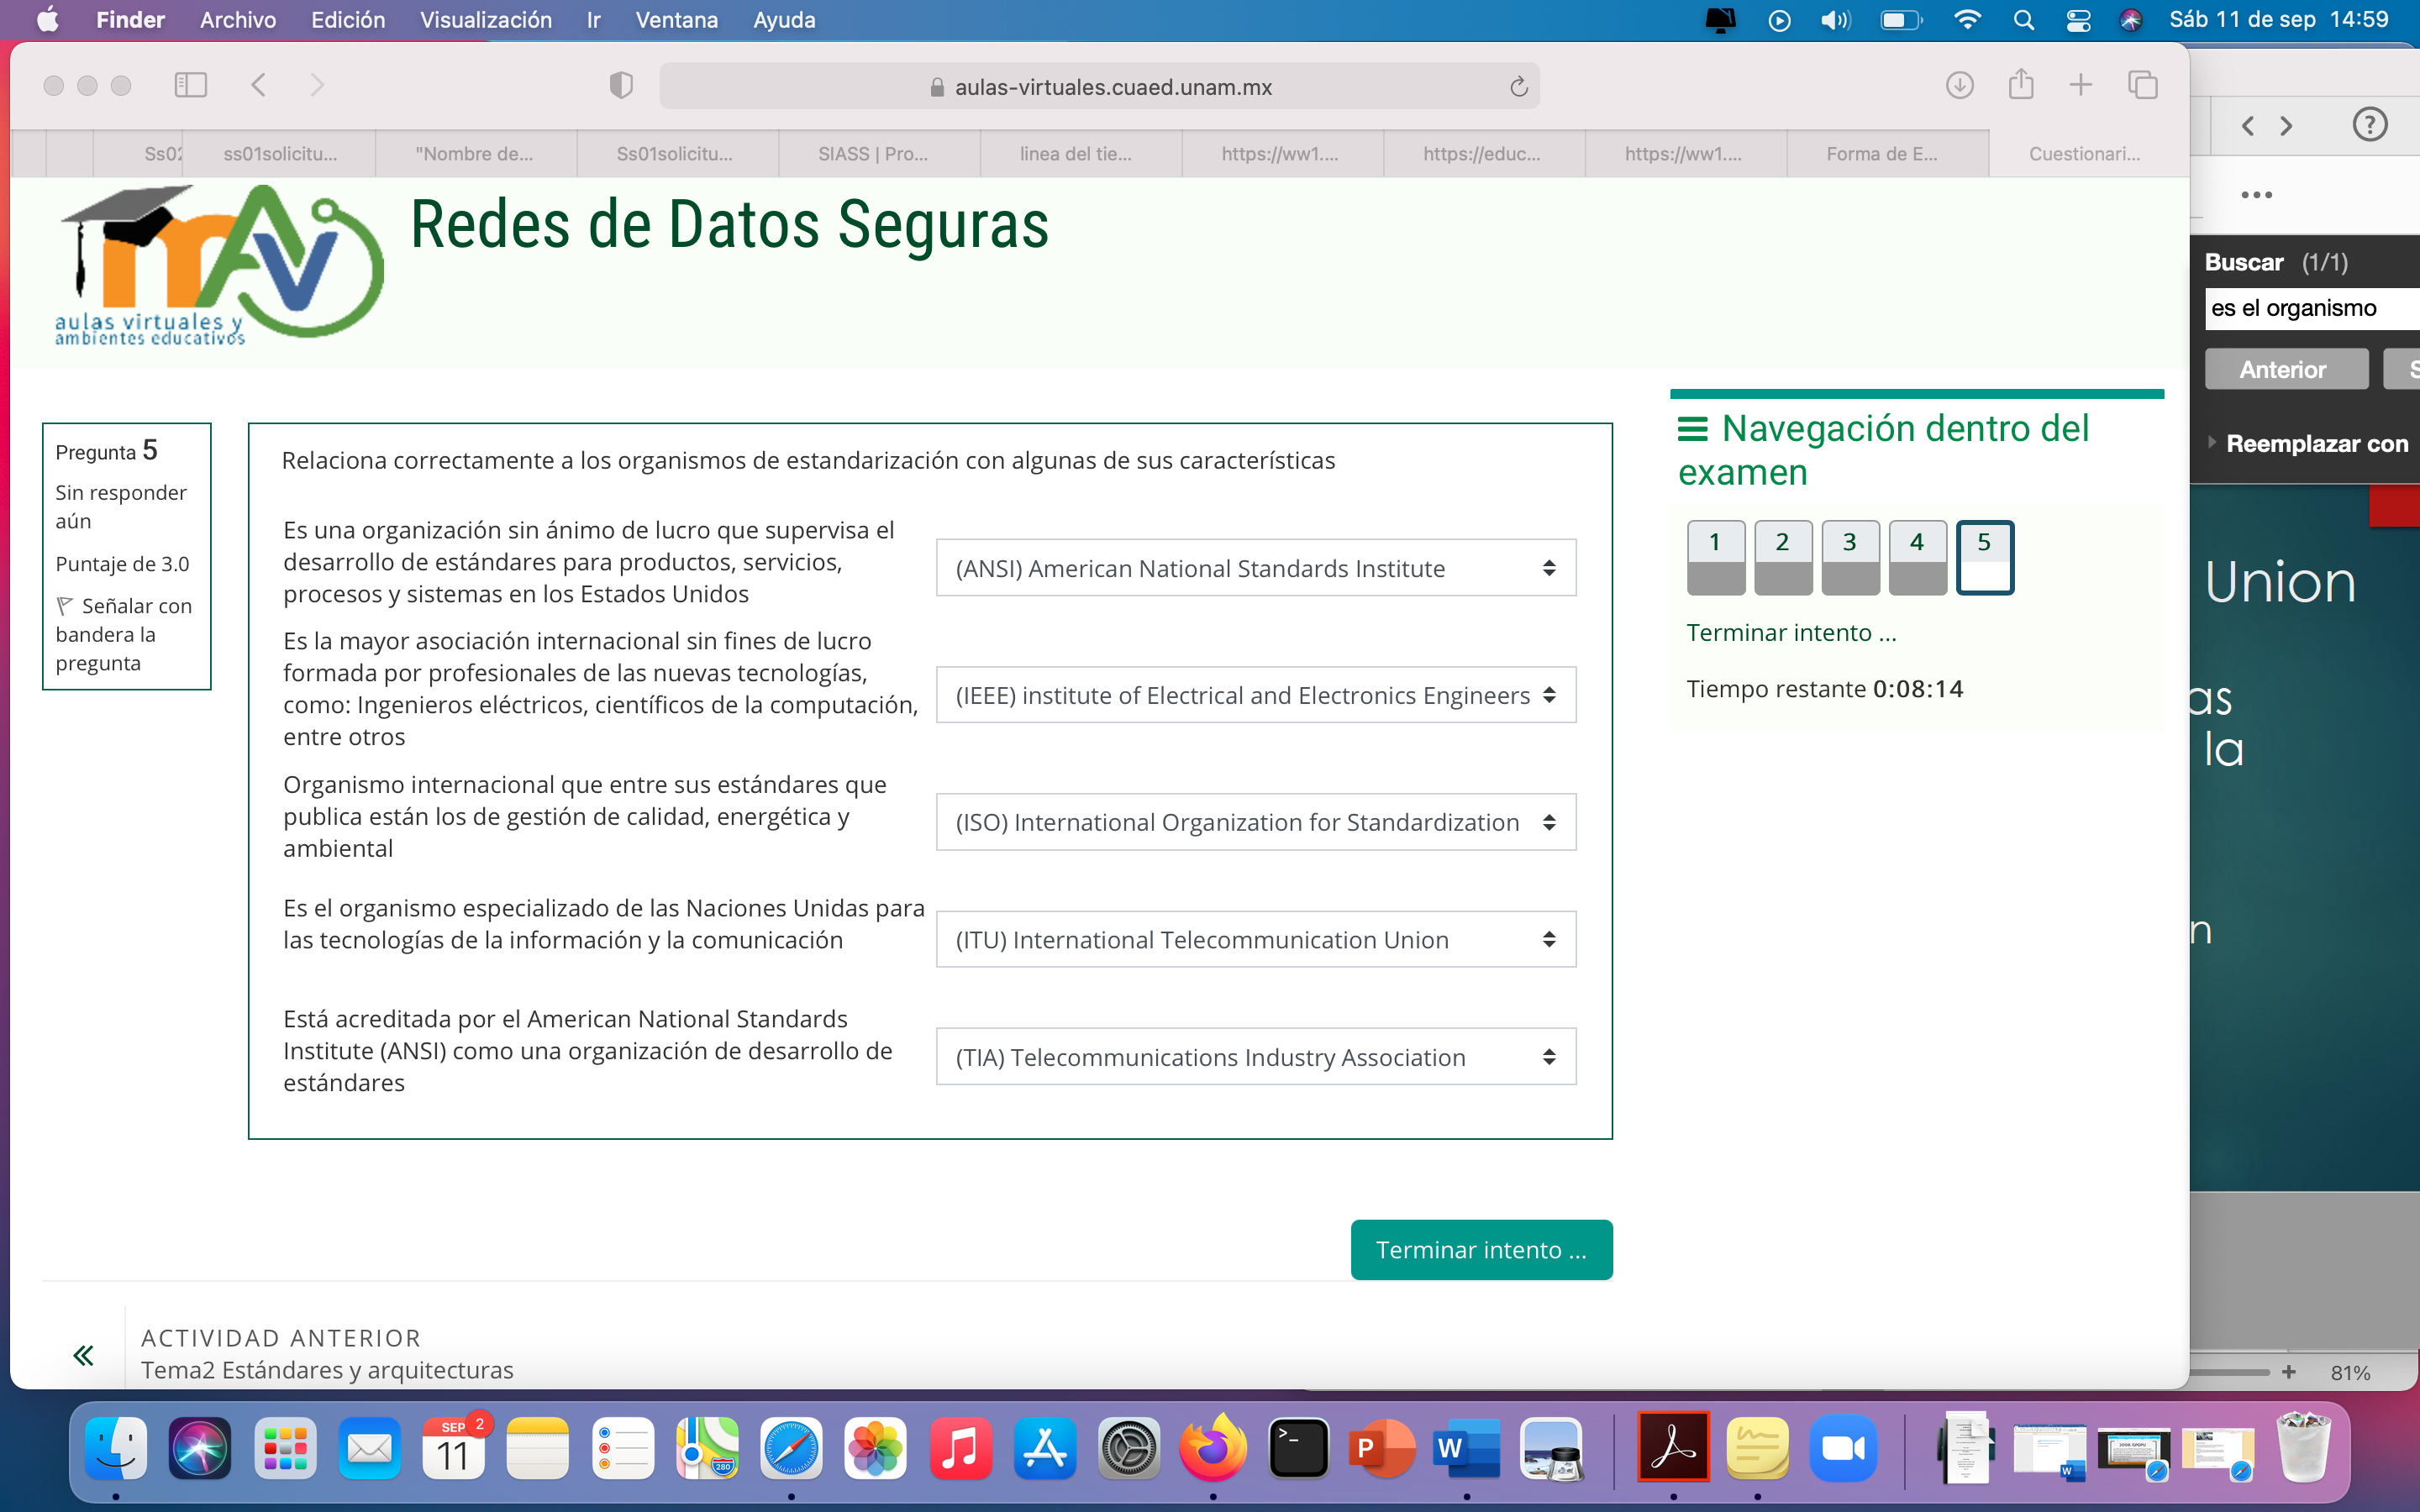 Finder Archivo Edición Visualización Ir Ventana Ayuda Sáb 11 de sep 14:59
aulas-virtuales.cuaed.unam.mx
ss01solicitu... "Nombre de... Ss01solicitu... SIASS | Pro... linea del tie... https://ww1.... https://educ... https://ww1.... Forma de E... Cuestionari...
Redes de Datos Seguras
aulas virtuales y
ambientes educativos
Pregunta 5
Sin responder
aún
Puntaje de 3.0
Señalar con
bandera la
pregunta
Relaciona correctamente a los organismos de estandarización con algunas de sus características
Es una organización sin ánimo de lucro que supervisa el
desarrollo de estándares para productos, servicios,
procesos y sistemas en los Estados Unidos
(ANSI) American National Standards Institute
Es la mayor asociación internacional sin fines de lucro
formada por profesionales de las nuevas tecnologías,
como: Ingenieros eléctricos, científicos de la computación,
entre otros
(IEEE) institute of Electrical and Electronics Engineers
Organismo internacional que entre sus estándares que
publica están los de gestión de calidad, energética y
ambiental
(ISO) International Organization for Standardization
Es el organismo especializado de las Naciones Unidas para
las tecnologías de la información y la comunicación
(ITU) International Telecommunication Union
Está acreditada por el American National Standards
Institute (ANSI) como una organización de desarrollo de
estándares
(TIA) Telecommunications Industry Association
Terminar intento ...
Navegación dentro del
examen
1 2 3 4 5
Terminar intento ...
Tiempo restante 0:08:14
ACTIVIDAD ANTERIOR
Tema2 Estándares y arquitecturas
Buscar (1/1)
es el organismo
Anterior
Reemplazar con
Union
as
la
n
81%
SEP 2
11